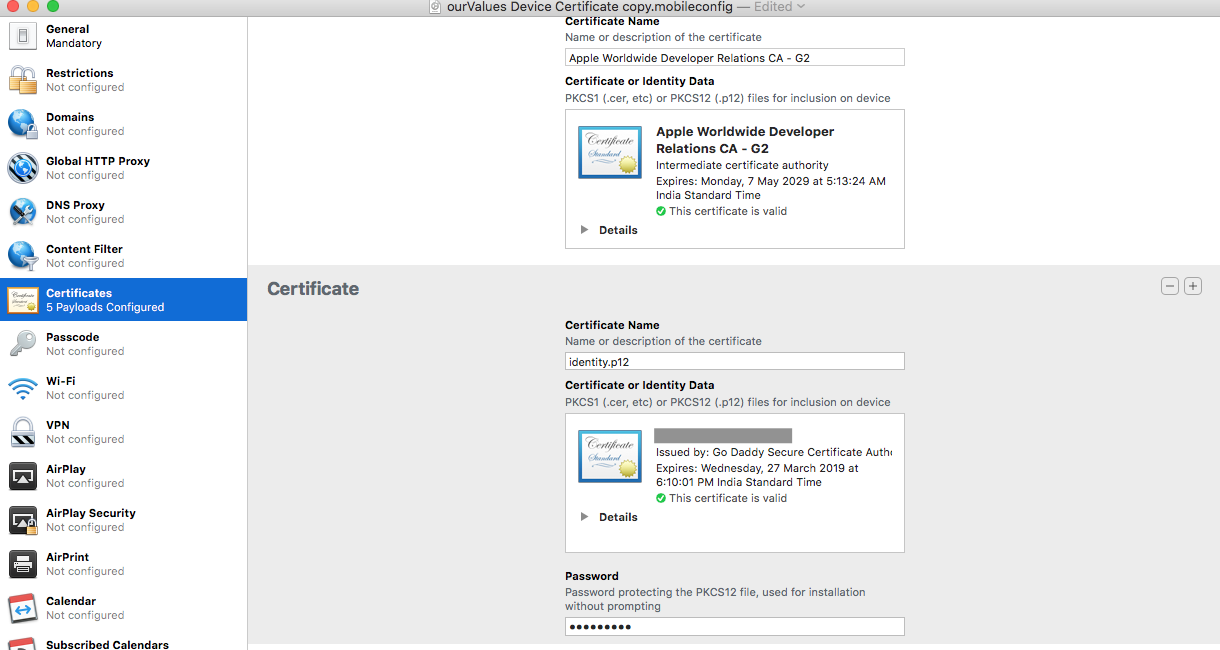 ourValues Device Certificate copy.mobileconfig — Edited
General
Mandatory
Restrictions
Not configured
Domains
Not configured
Global HTTP Proxy
Not configured
DNS Proxy
Not configured
Content Filter
Not configured
Certificates
5 Payloads Configured
Passcode
Not configured
Wi-Fi
Not configured
VPN
Not configured
AirPlay
Not configured
AirPlay Security
Not configured
AirPrint
Not configured
Calendar
Not configured
Subscribed Calendars
Certificate Name
Name or description of the certificate
Apple Worldwide Developer Relations CA - G2
Certificate or Identity Data
PKCS1 (.cer, etc) or PKCS12 (.p12) files for inclusion on device
Certificate
Standard
Apple Worldwide Developer
Relations CA - G2
Intermediate certificate authority
Expires: Monday, 7 May 2029 at 5:13:24 AM
India Standard Time
This certificate is valid
Details
Certificate
Certificate Name
Name or description of the certificate
identity.p12
Certificate or Identity Data
PKCS1 (.cer, etc) or PKCS12 (.p12) files for inclusion on device
Certificate
Standard
Issued by: Go Daddy Secure Certificate Auth
Expires: Wednesday, 27 March 2019 at
6:10:01 PM India Standard Time
This certificate is valid
Details
Password
Password protecting the PKCS12 file, used for installation
without prompting
•••••••••